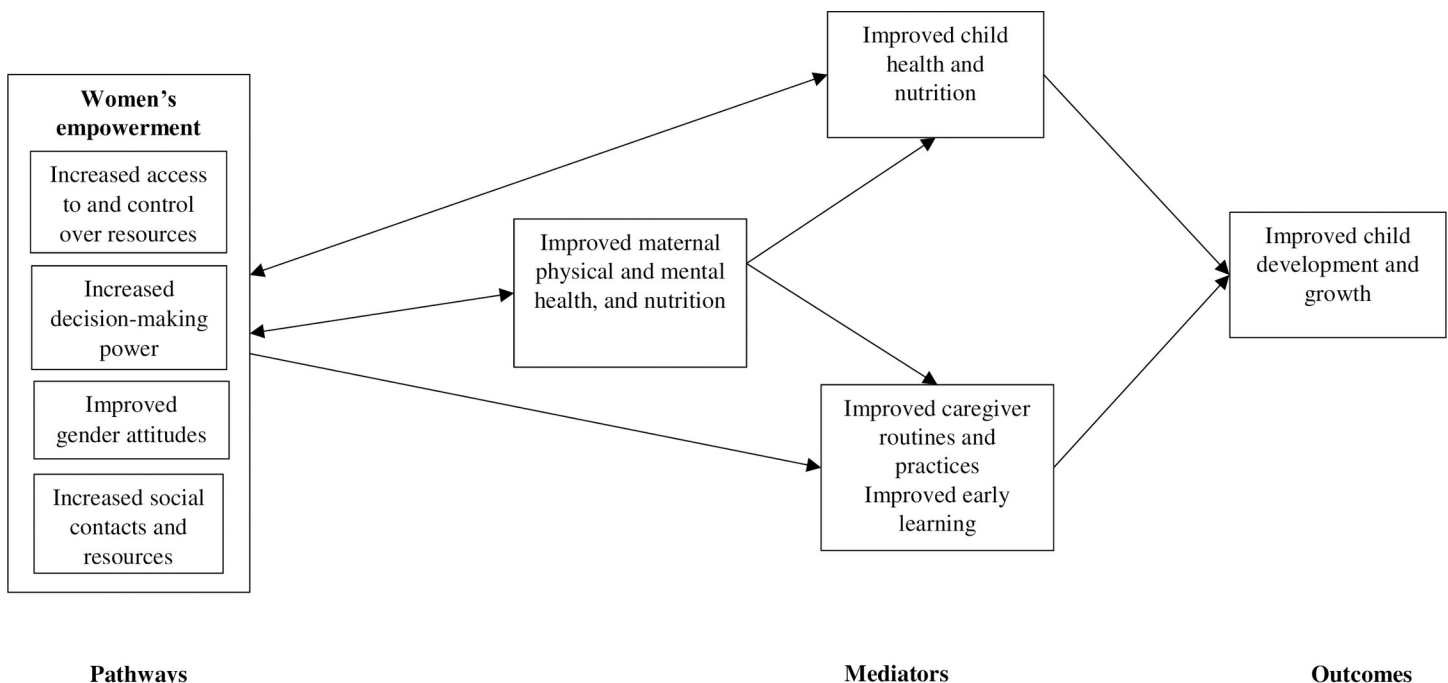 Women’s
empowerment
Increased access
to and control
over resources
Increased
decision-making
power
Improved
gender attitudes
Increased social
contacts and
resources
Improved maternal
physical and mental
health, and nutrition
Improved child
health and
nutrition
Improved caregiver
routines and
practices
Improved early
learning
Improved child
development and
growth
Pathways
Mediators
Outcomes